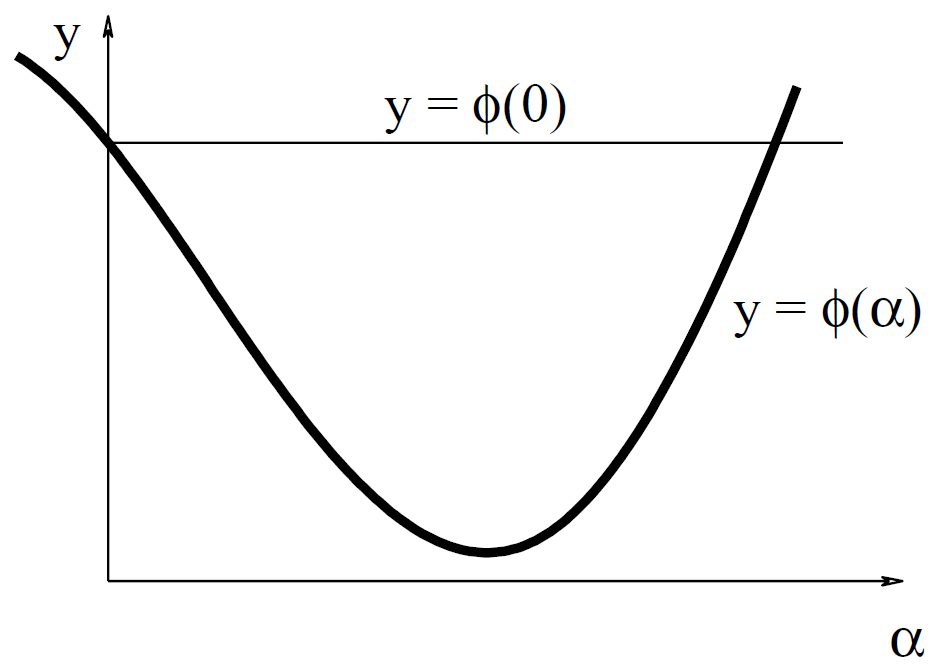 y
y = ϕ(0)
y = ϕ(α)
α